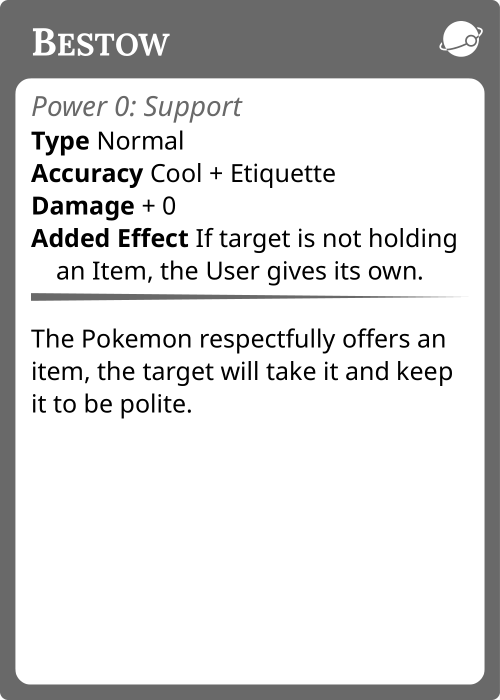 BESTOW
Power 0: Support
Type Normal
Accuracy Cool + Etiquette
Damage + 0
Added Effect If target is not holding
an Item, the User gives its own.
The Pokemon respectfully offers an
item, the target will take it and keep
it to be polite.